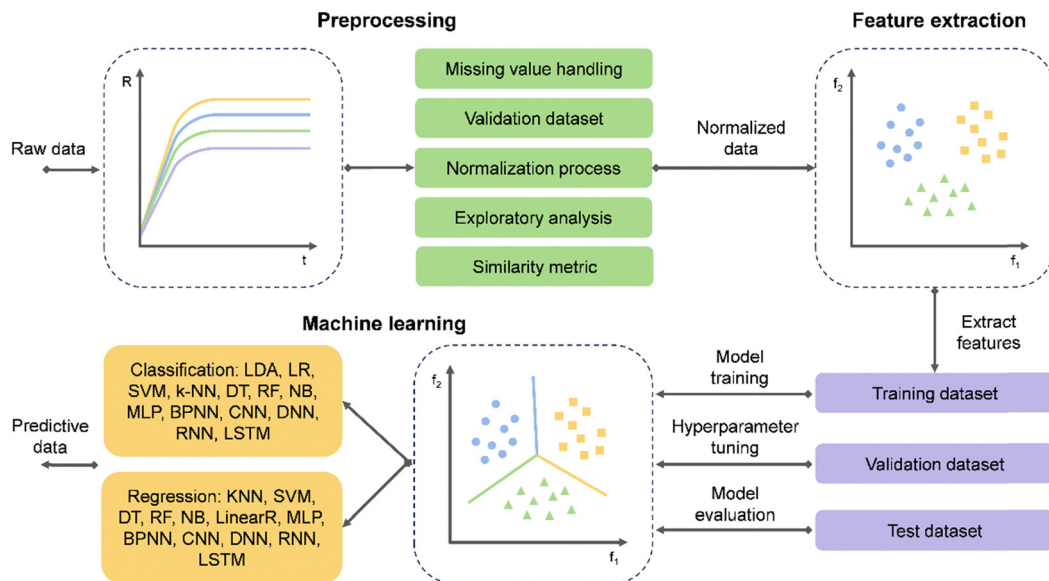 Preprocessing
Feature extraction
Raw data
R
t
Missing value handling
Validation dataset
Normalization process
Exploratory analysis
Similarity metric
Normalized
data
f2
f1
Extract
features
Machine learning
Predictive
data
Classification: LDA, LR,
SVM, k-NN, DT, RF, NB,
MLP, BPNN, CNN, DNN,
RNN, LSTM
Regression: KNN, SVM,
DT, RF, NB, LinearR, MLP,
BPNN, CNN, DNN, RNN,
LSTM
f2
f1
Model
training
Hyperparameter
tuning
Model
evaluation
Training dataset
Validation dataset
Test dataset